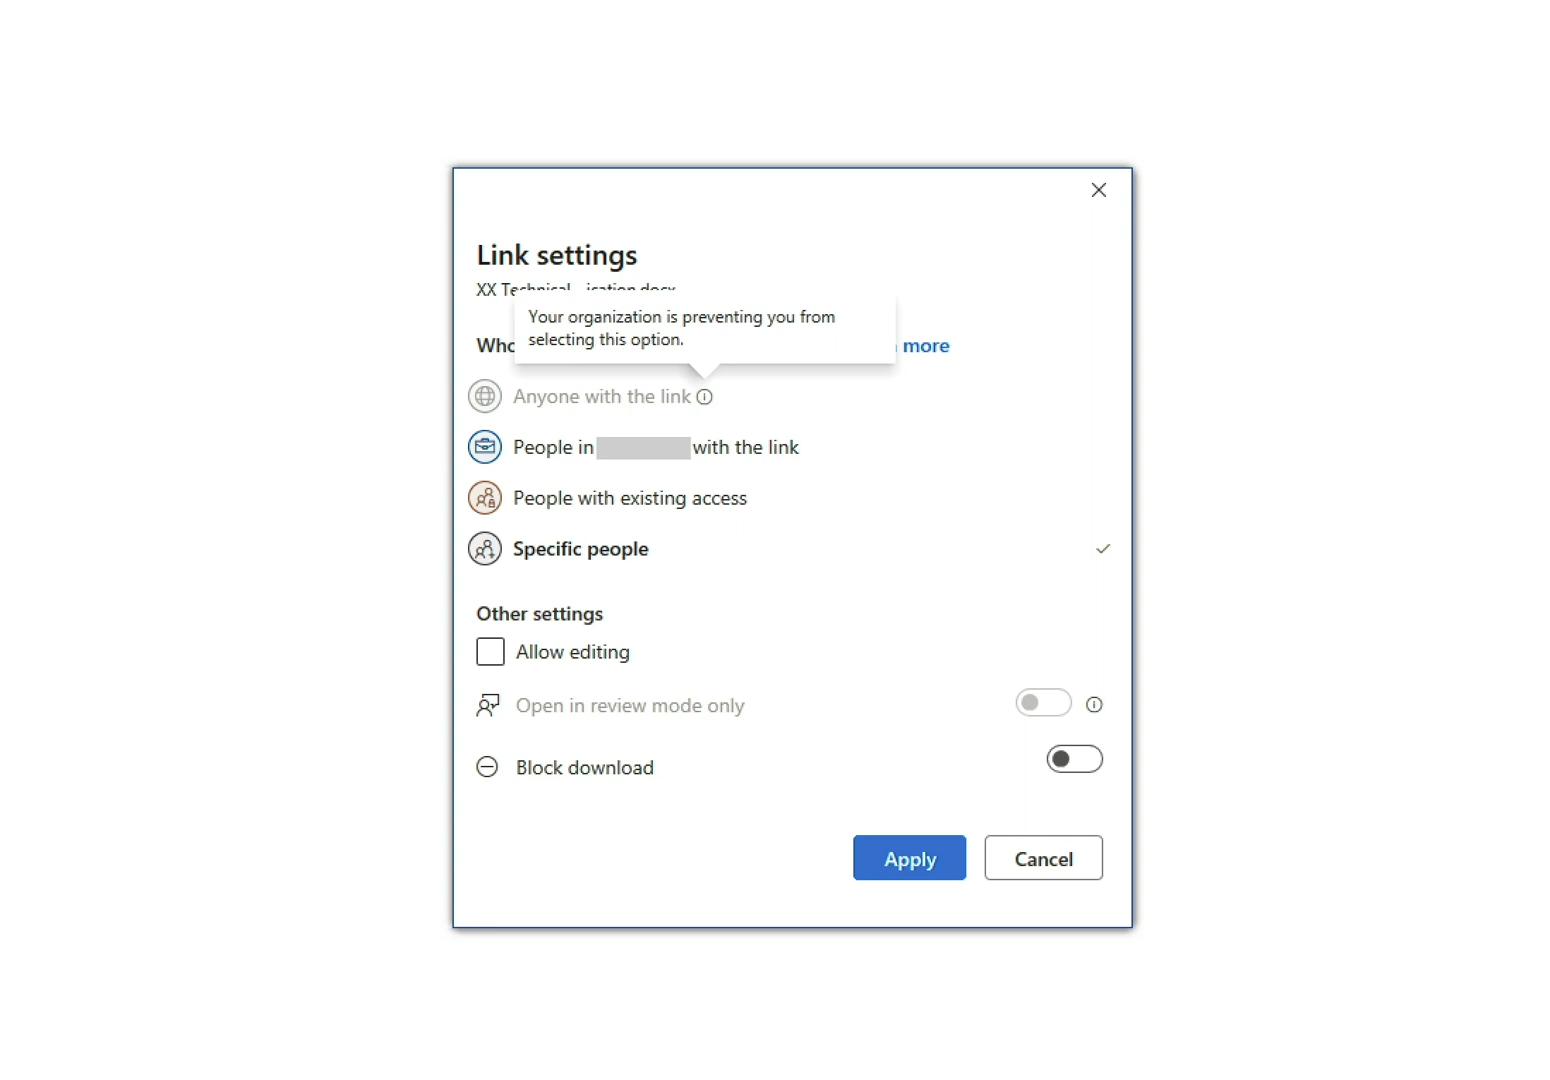 Link settings
XX
Your organization is preventing you from
selecting this option.
more
Anyone with the link
People in with the link
People with existing access
Specific people
Other settings
Allow editing
Open in review mode only
Block download
Apply
Cancel